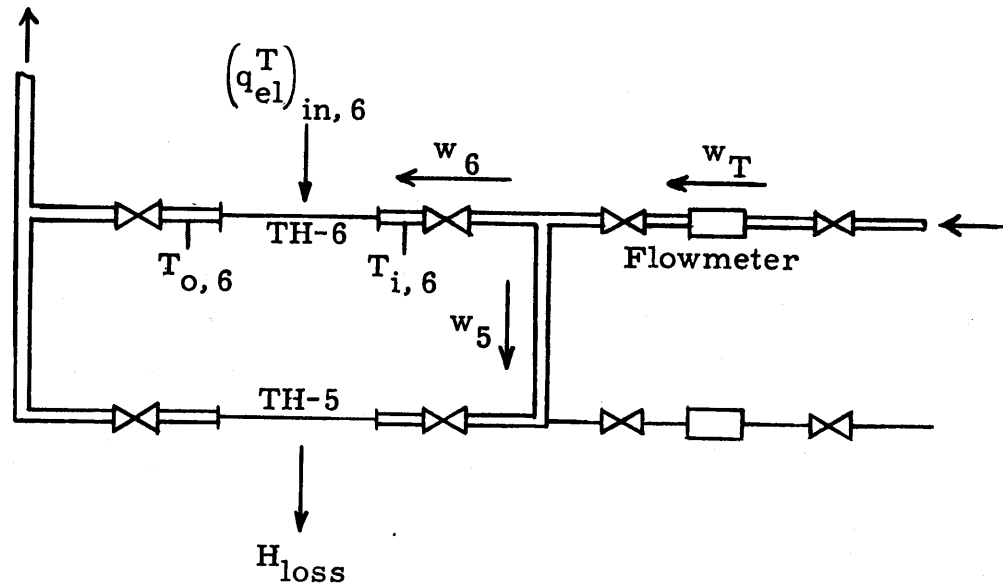 (q_el^T)_in, 6
w_6
w_T
TH-6
T_o, 6
T_i, 6
Flowmeter
w_5
TH-5
H_loss